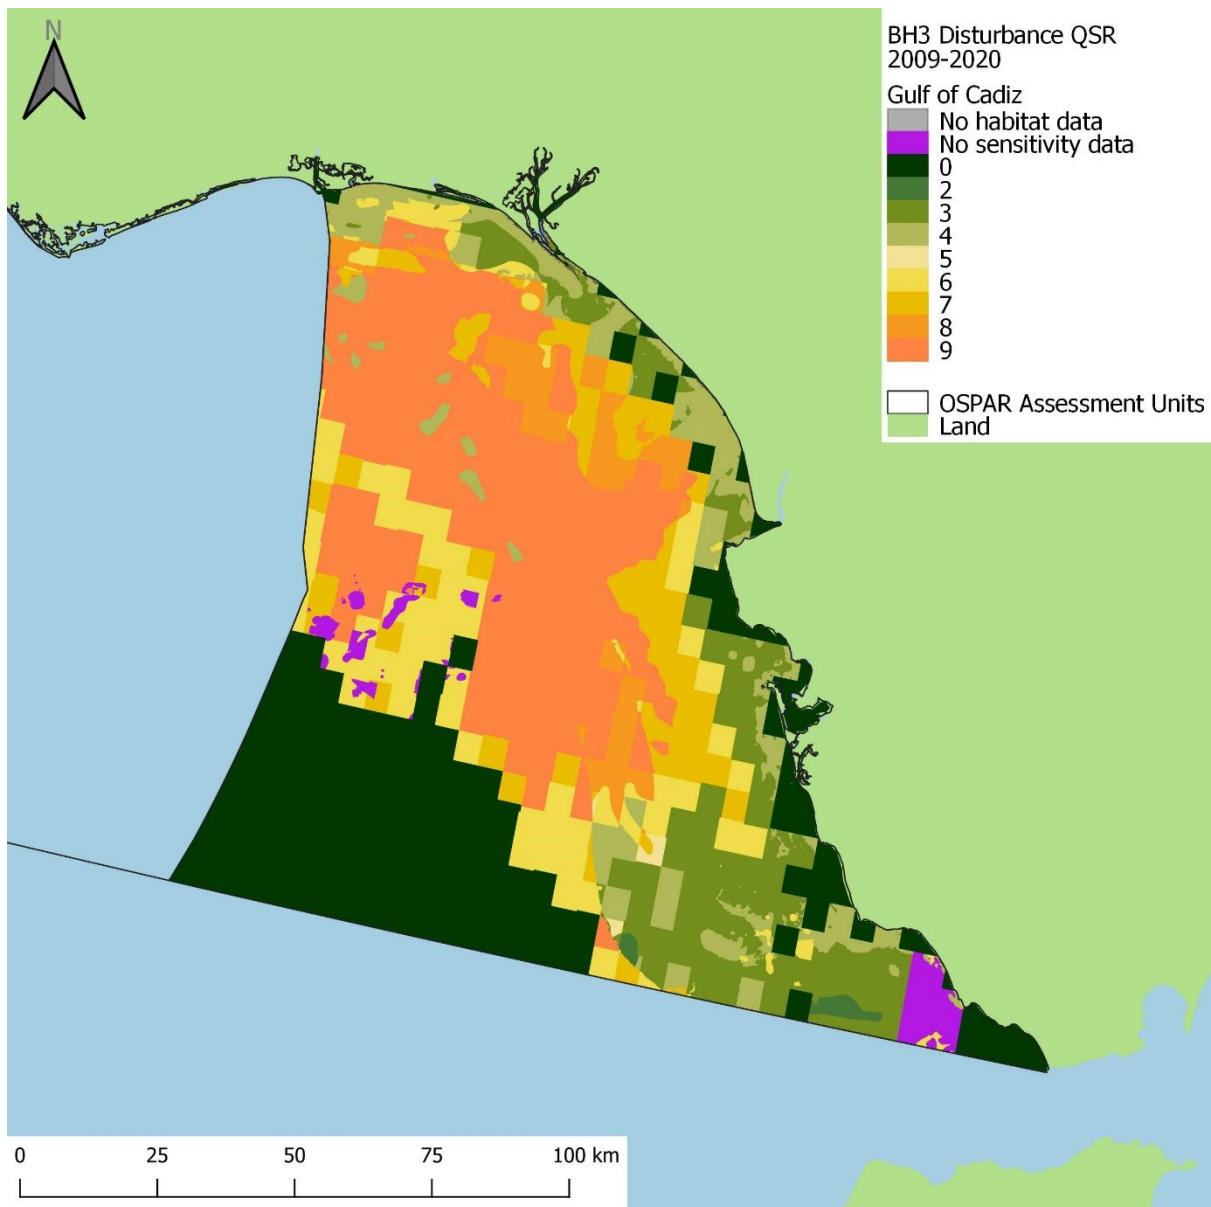 N
BH3 Disturbance QSR
2009-2020
Gulf of Cadiz
No habitat data
No sensitivity data
0
2
3
4
5
6
7
8
9
OSPAR Assessment Units
Land
0 25 50 75 100 km